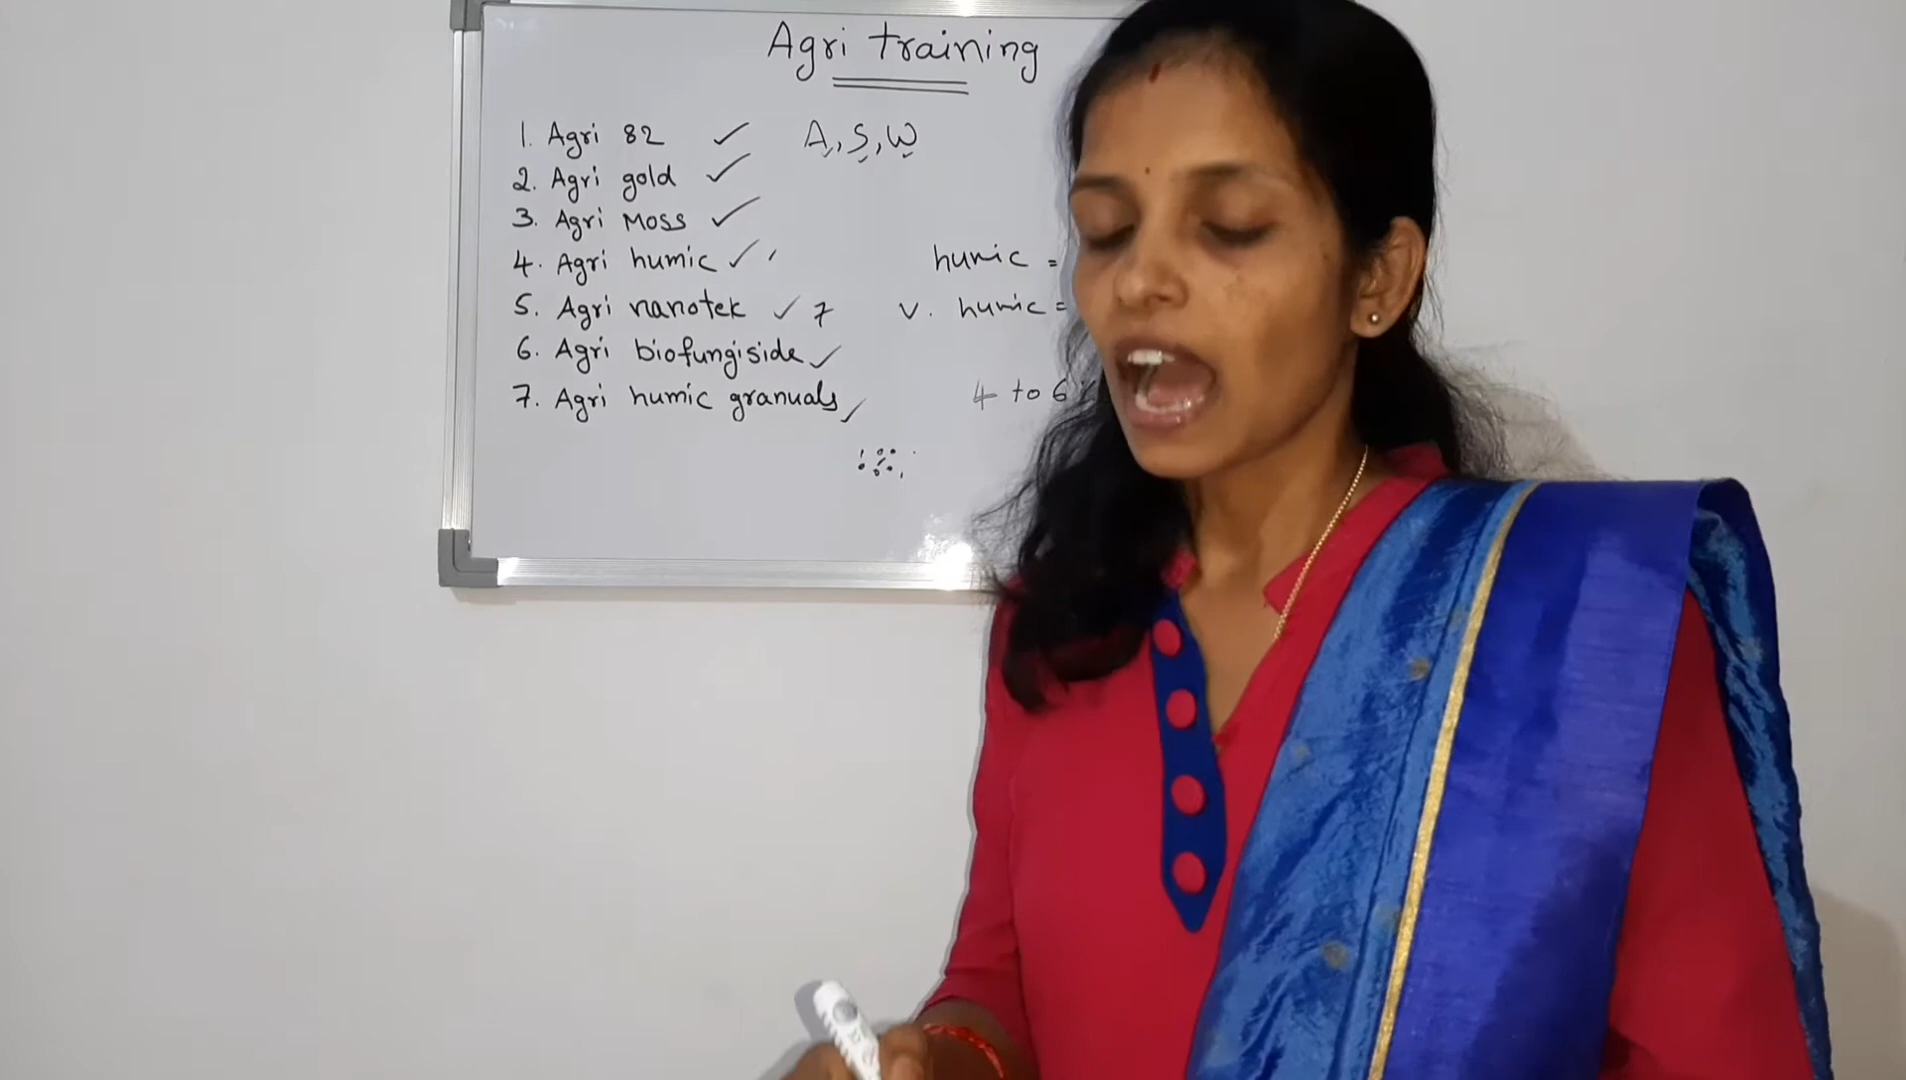 Agri training
1. Agri 82 ✓ A, S, W
2. Agri gold ✓
3. Agri Moss ✓
4. Agri humic ✓ humic =
5. Agri nanotek ✓ 7 v. humic =
6. Agri biofungiside ✓
7. Agri humic granuals ✓ 4 to 6